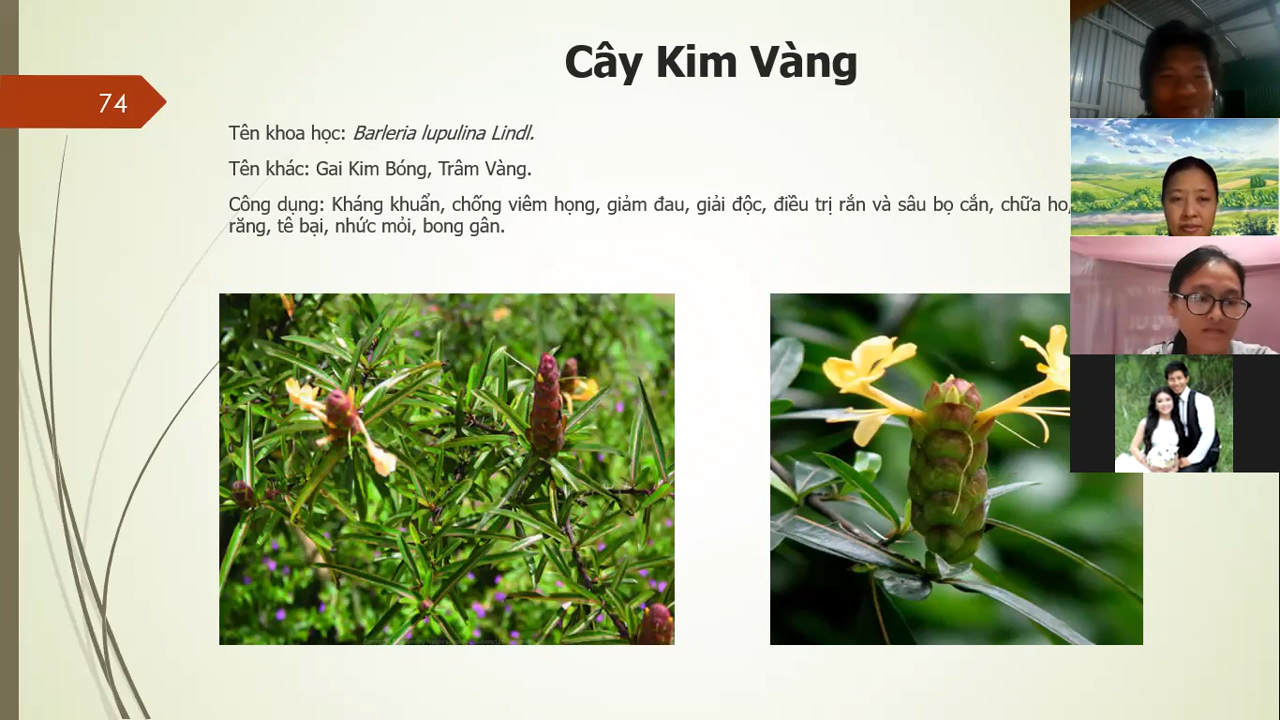 Cây Kim Vàng
74
Tên khoa học: Barleria lupulina Lindl.
Tên khác: Gai Kim Bóng, Trâm Vàng.
Công dụng: Kháng khuẩn, chống viêm họng, giảm đau, giải độc, điều trị rắn và sâu bọ cắn, chữa ho,
răng, tê bại, nhức mỏi, bong gân.